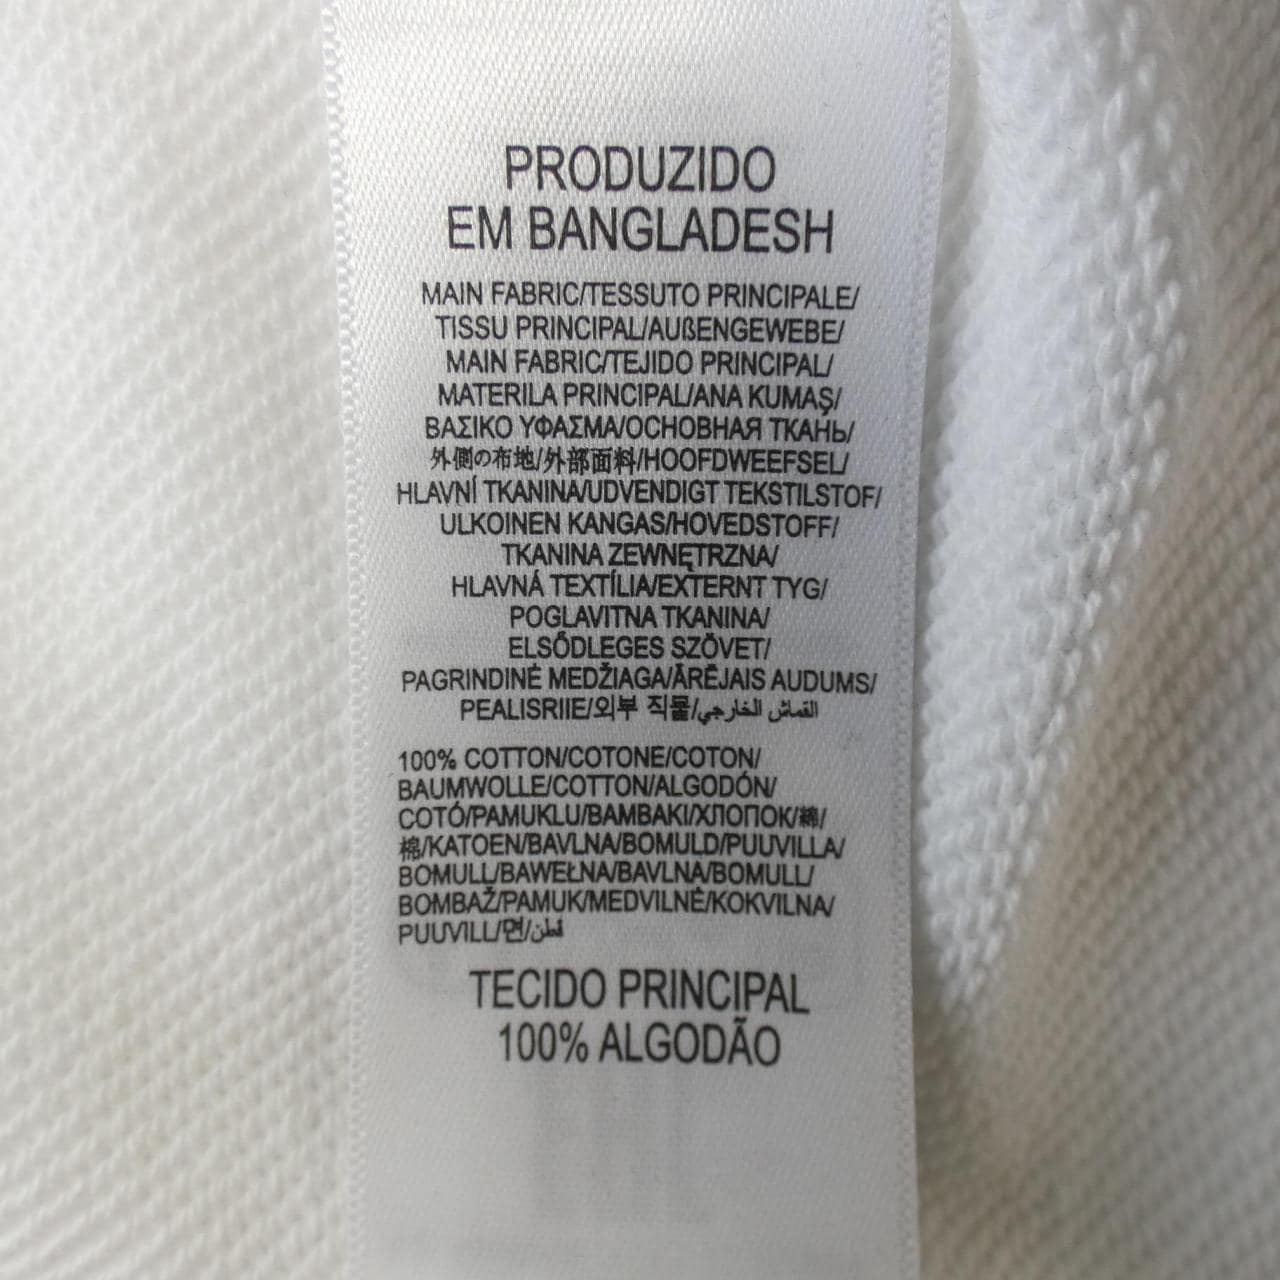 PRODUZIDO
EM BANGLADESH
MAIN FABRIC/TESSUTO PRINCIPALE/
TISSU PRINCIPAL/AUßENGEWEBE/
MAIN FABRIC/TEJIDO PRINCIPAL/
MATERILA PRINCIPAL/ANA KUMAŞ/
ΒΑΣΙΚΟ ΥΦΑΣΜΑ/ОСНОВНАЯ ТКАНЬ/
外側の布地/外部面料/HOOFDWEEFSEL/
HLAVNÍ TKANINA/UDVENDIGT TEKSTILSTOF/
ULKOINEN KANGAS/HOVEDSTOFF/
TKANINA ZEWNĘTRZNA/
HLAVNÁ TEXTÍLIA/EXTERNT TYG/
POGLAVITNA TKANINA/
ELSŐDLEGES SZÖVET/
PAGRINDINĖ MEDŽIAGA/ĀRĒJAIS AUDUMS/
PEALISRIIE/외부 직물/القماش الخارجي
100% COTTON/COTONE/COTON/
BAUMWOLLE/COTTON/ALGODÓN/
COTÓ/PAMUKLU/BAMBAKI/ХЛОПОК/綿/
棉/KATOEN/BAVLNA/BOMULD/PUUVILLA/
BOMULL/BAWEŁNA/BAVLNA/BOMULL/
BOMBAŽ/PAMUK/MEDVILNĖ/KOKVILNA/
PUUVILL/면/قطن
TECIDO PRINCIPAL
100% ALGODÃO